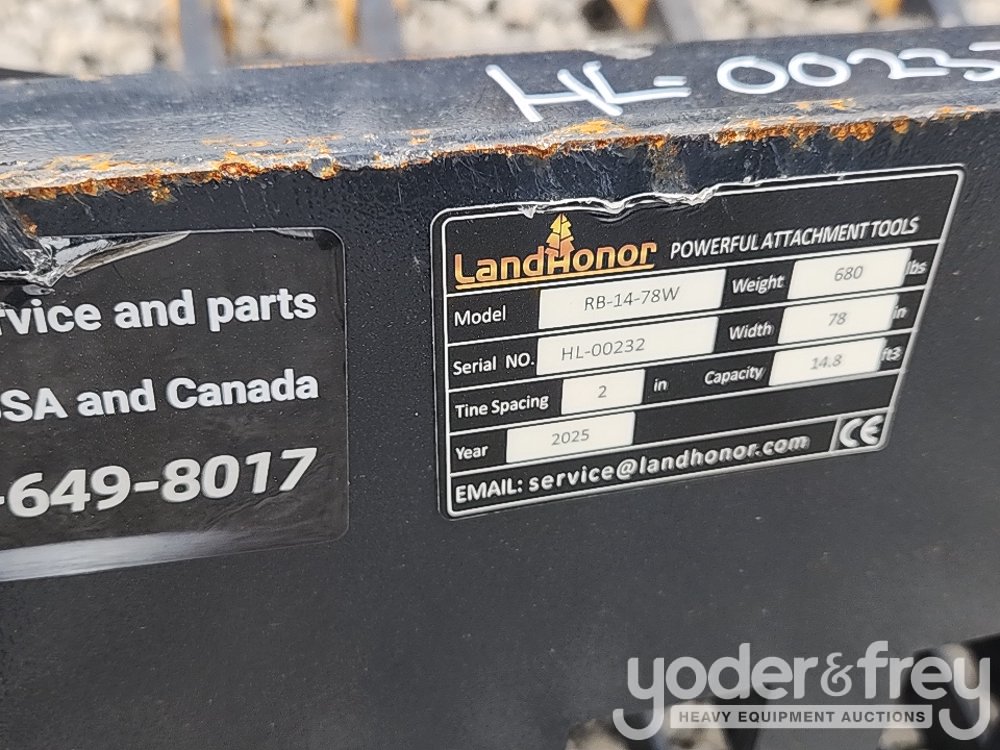 HL-0023
rvice and parts
SA and Canada
-649-8017
LandHonor POWERFUL ATTACHMENT TOOLS
Model RB-14-78W Weight 680 lbs
Serial NO. HL-00232 Width 78 in
Tine Spacing 2 in Capacity 14.8 ft3
Year 2025
EMAIL: service@landhonor.com CE
yoder&frey
HEAVY EQUIPMENT AUCTIONS